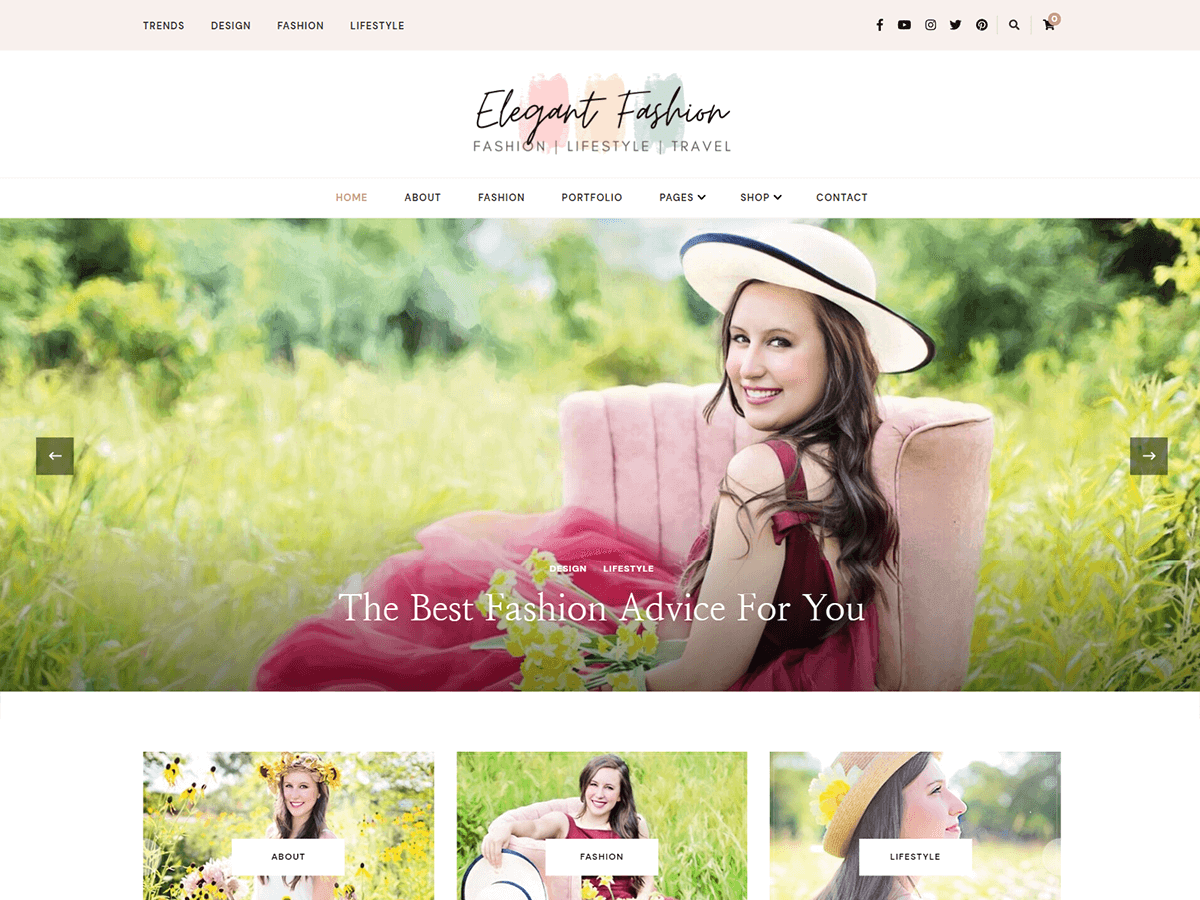 TRENDS DESIGN FASHION LIFESTYLE 0
Elegant Fashion
FASHION | LIFESTYLE | TRAVEL
HOME ABOUT FASHION PORTFOLIO PAGES SHOP CONTACT
DESIGN LIFESTYLE
The Best Fashion Advice For You
ABOUT FASHION LIFESTYLE